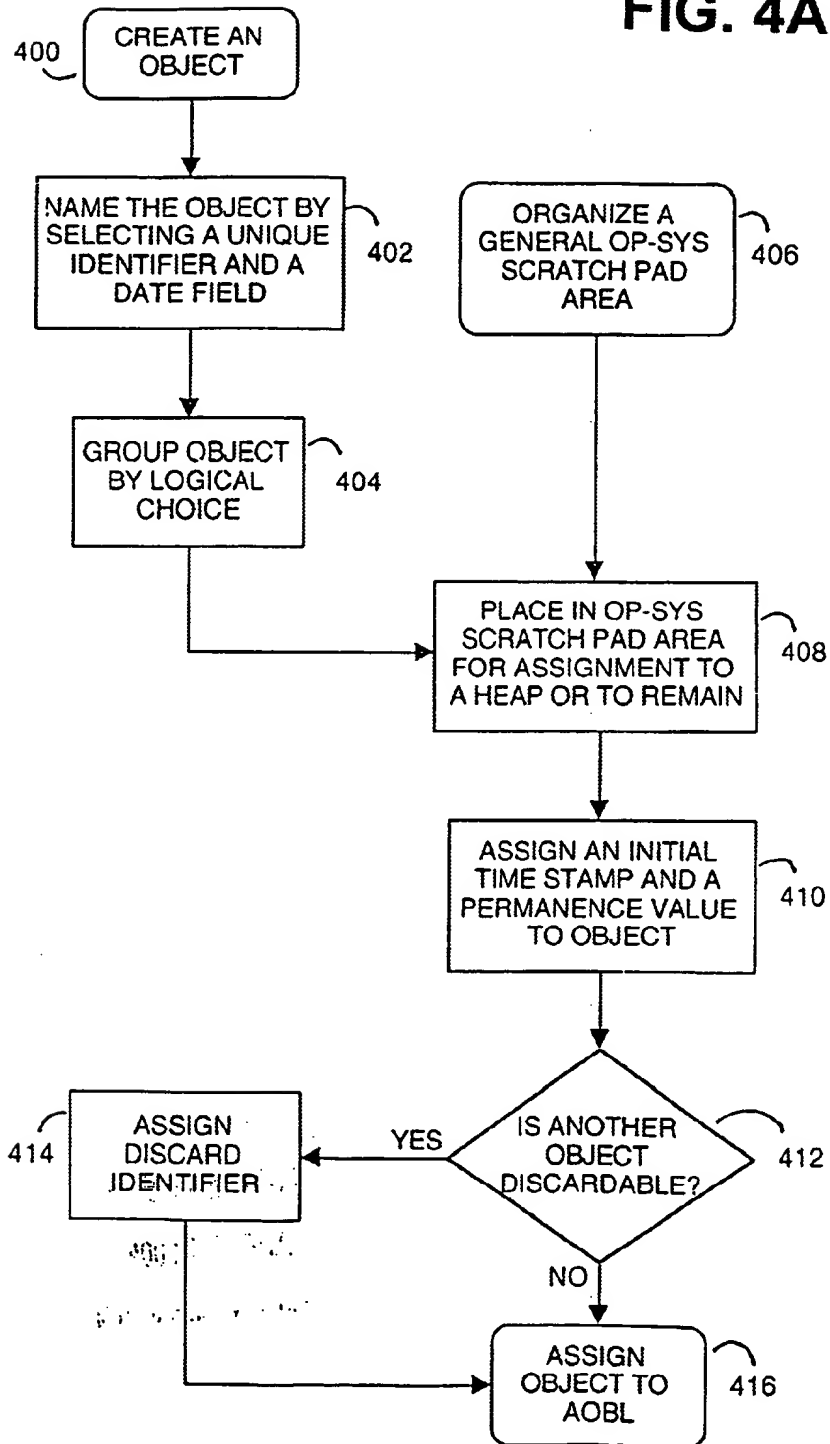 FIG. 4A
400
CREATE AN
OBJECT
NAME THE OBJECT BY
SELECTING A UNIQUE
IDENTIFIER AND A
DATE FIELD
402
ORGANIZE A
GENERAL OP-SYS
SCRATCH PAD
AREA
406
GROUP OBJECT
BY LOGICAL
CHOICE
404
PLACE IN OP-SYS
SCRATCH PAD AREA
FOR ASSIGNMENT TO
A HEAP OR TO REMAIN
408
ASSIGN AN INITIAL
TIME STAMP AND A
PERMANENCE VALUE
TO OBJECT
410
IS ANOTHER
OBJECT
DISCARDABLE?
412
YES
414
ASSIGN
DISCARD
IDENTIFIER
NO
ASSIGN
OBJECT TO
AOBL
416